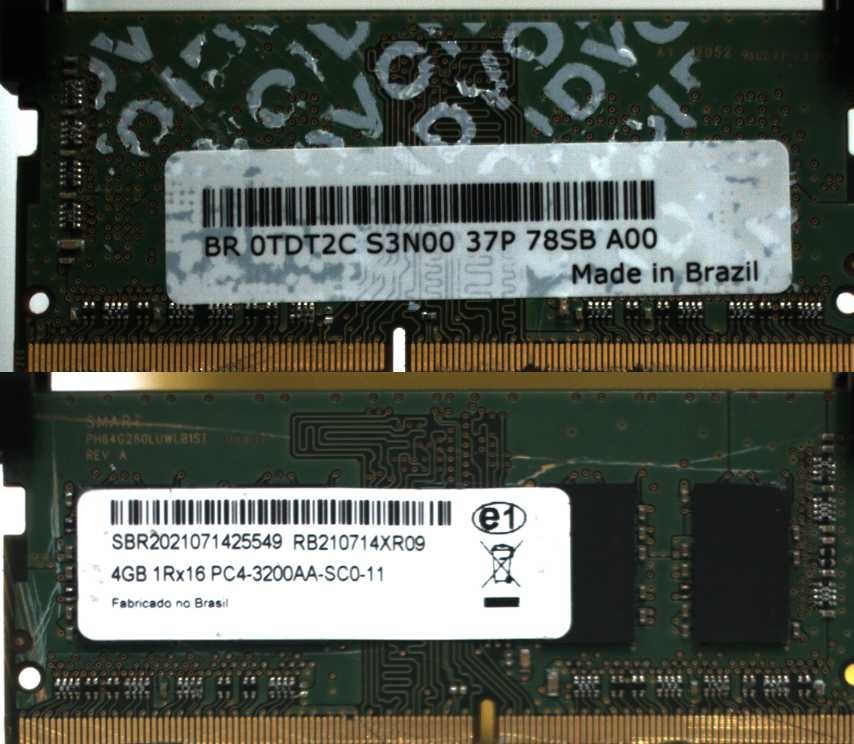 BR 0TDT2C S3N00 37P 78SB A00
Made in Brazil
SMART
PH84G280LUWLB1S1
REV A
SBR2021071425549 RB210714XR09
e1
4GB 1Rx16 PC4-3200AA-SC0-11
Fabricado no Brasil